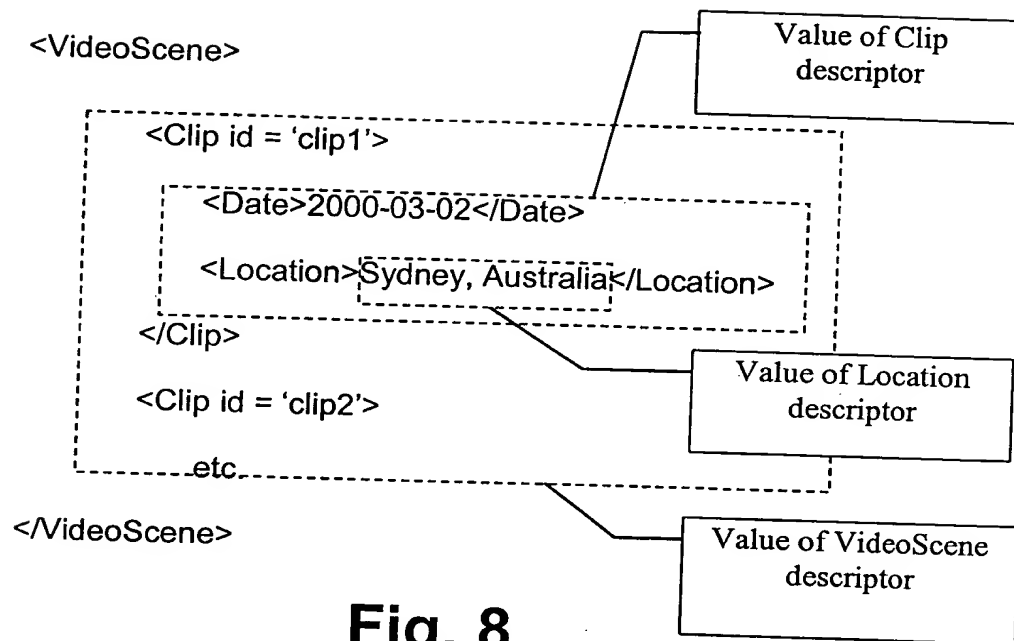 <VideoScene>
Value of Clip
descriptor
<Clip id = ‘clip1’>
<Date>2000-03-02</Date>
<Location>Sydney, Australia</Location>
</Clip>
Value of Location
descriptor
<Clip id = ‘clip2’>
etc.
</VideoScene>
Value of VideoScene
descriptor
Fig. 8